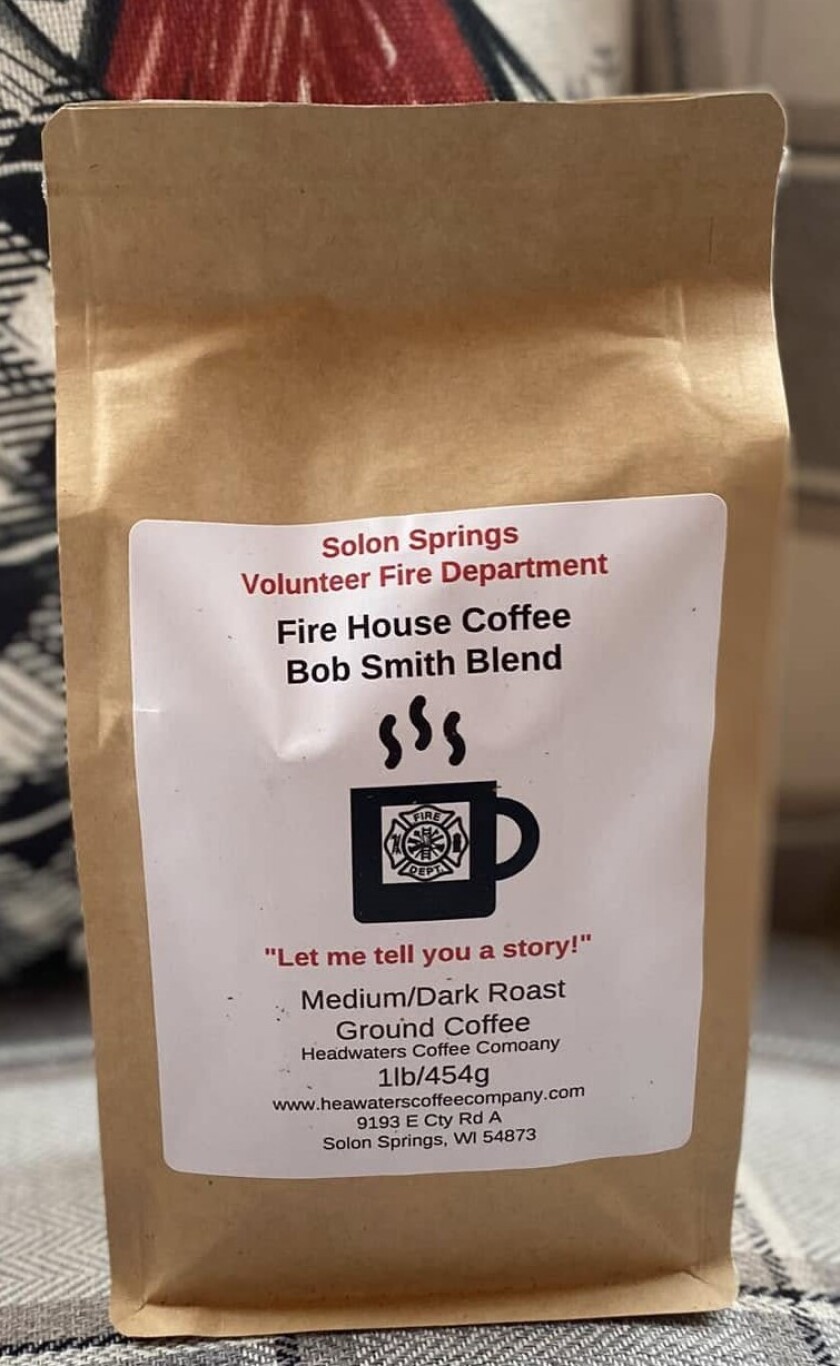 Solon Springs
Volunteer Fire Department
Fire House Coffee
Bob Smith Blend
FIRE
DEPT.
"Let me tell you a story!"
Medium/Dark Roast
Ground Coffee
Headwaters Coffee Comoany
1lb/454g
www.heawaterscoffeecompany.com
9193 E Cty Rd A
Solon Springs, WI 54873